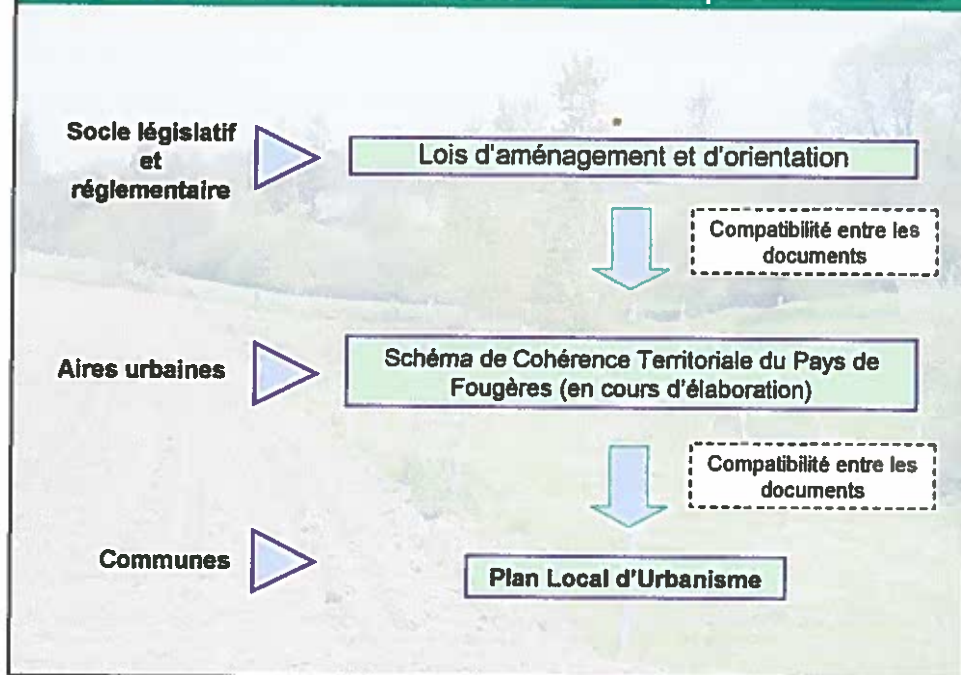 Socle législatif
et
réglementaire
Lois d'aménagement et d'orientation
Compatibilité entre les
documents
Aires urbaines
Schéma de Cohérence Territoriale du Pays de
Fougères (en cours d'élaboration)
Compatibilité entre les
documents
Communes
Plan Local d'Urbanisme